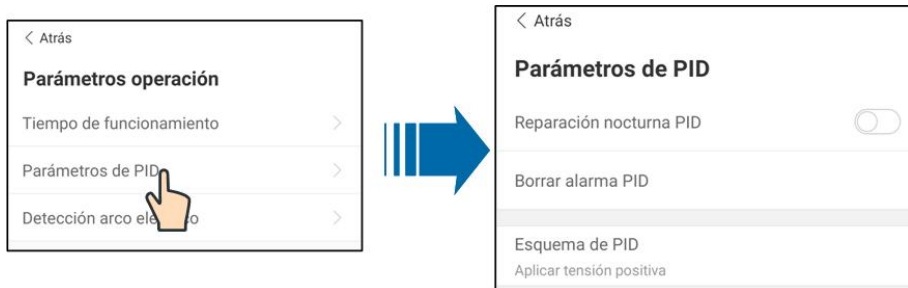 Atrás
Parámetros operación
Tiempo de funcionamiento
Parámetros de PID
Detección arco elé o
Atrás
Parámetros de PID
Reparación nocturna PID
Borrar alarma PID
Esquema de PID
Aplicar tensión positiva